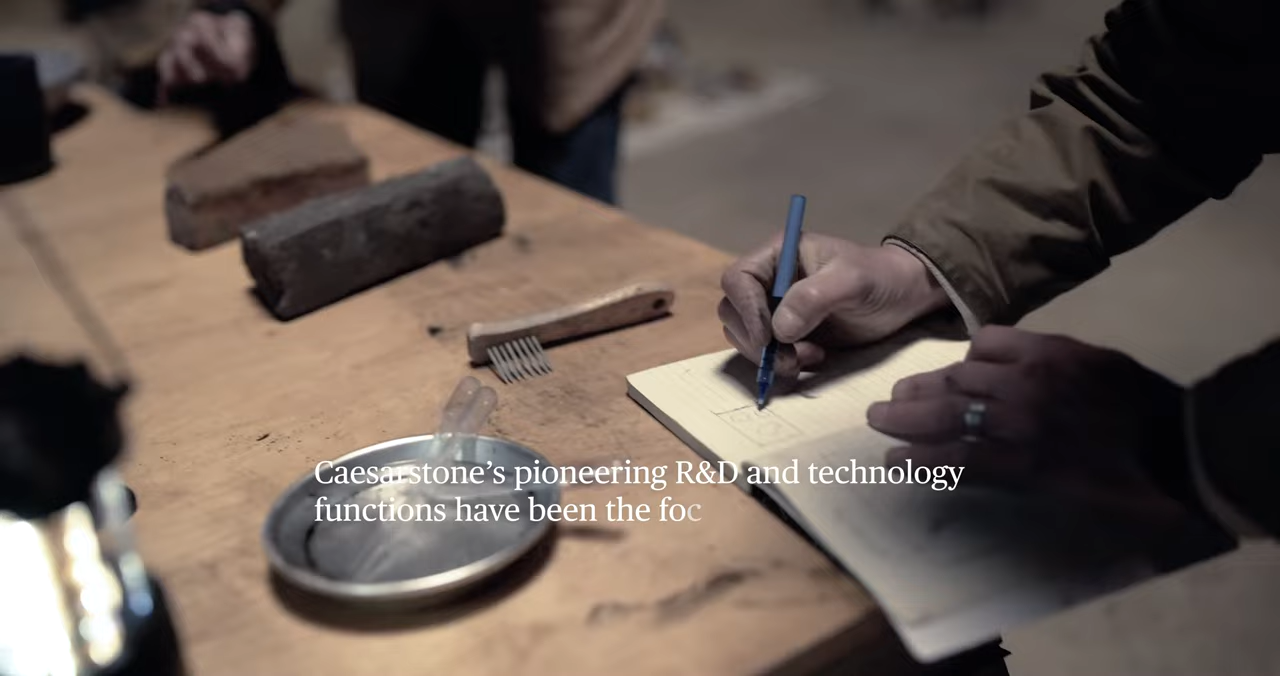 Caesarstone’s pioneering R&D and technology
functions have been the foc